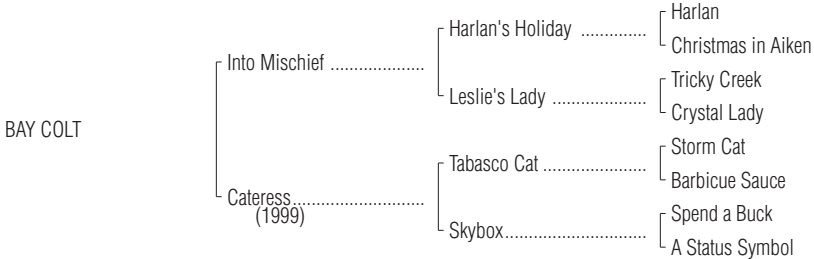 Harlan
Harlan's Holiday ..............
Christmas in Aiken
Into Mischief ....................
Tricky Creek
Leslie's Lady ....................
Crystal Lady
BAY COLT
Storm Cat
Tabasco Cat ......................
Barbicue Sauce
Cateress............................
(1999)
Spend a Buck
Skybox..............................
A Status Symbol